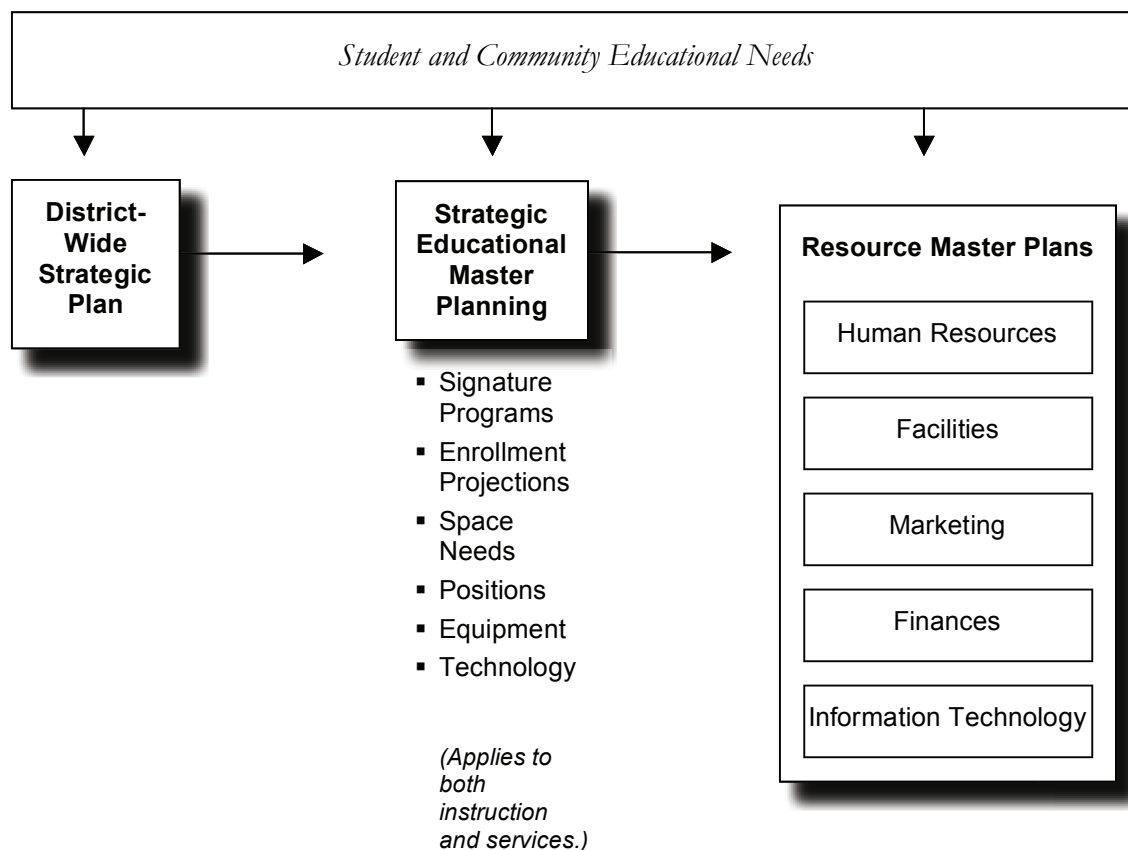 Student and Community Educational Needs
District-
Wide
Strategic
Plan
Strategic
Educational
Master
Planning
▪ Signature
Programs
▪ Enrollment
Projections
▪ Space
Needs
▪ Positions
▪ Equipment
▪ Technology
(Applies to
both
instruction
and services.)
Resource Master Plans
Human Resources
Facilities
Marketing
Finances
Information Technology